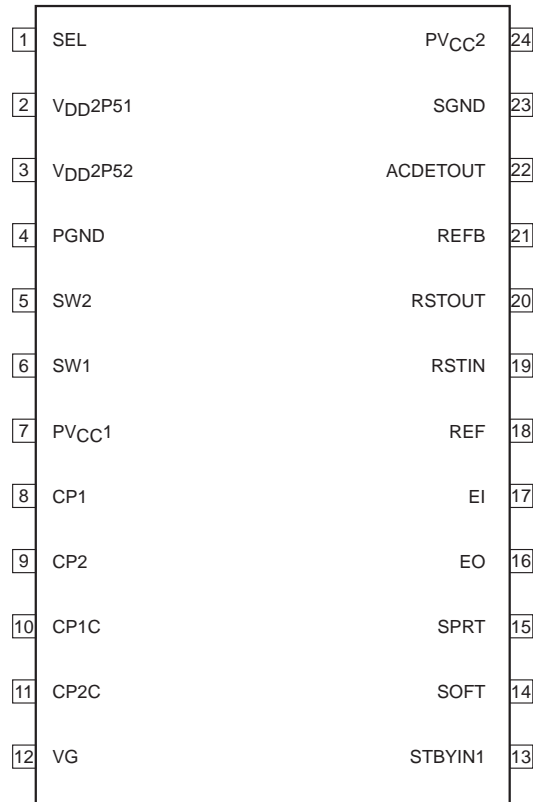 1 SEL PVCC2 24
2 VDD2P51 SGND 23
3 VDD2P52 ACDETOUT 22
4 PGND REFB 21
5 SW2 RSTOUT 20
6 SW1 RSTIN 19
7 PVCC1 REF 18
8 CP1 EI 17
9 CP2 EO 16
10 CP1C SPRT 15
11 CP2C SOFT 14
12 VG STBYIN1 13